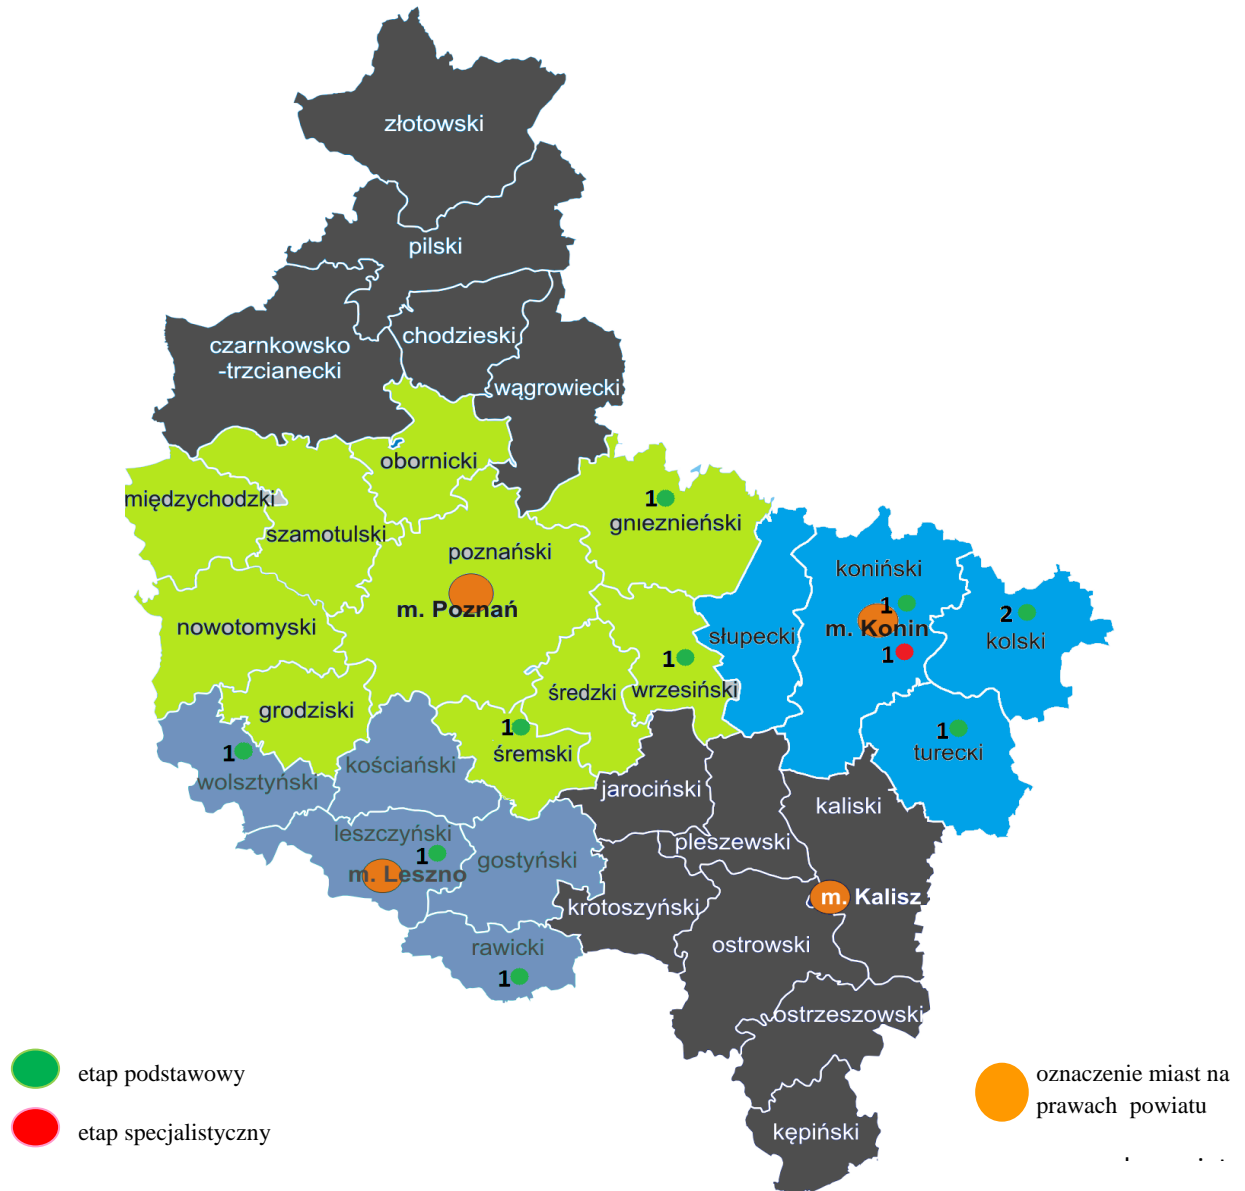 złotowski
pilski
chodzieski
czarnkowsko
-trzcianecki
wągrowiecki
obornicki
międzychodzki
1
gnieznieński
szamotulski
poznański
koniński
m. Poznań
1
2
nowotomyski
m. Konin
słupecki
kolski
1
1
średzki
wrzesiński
grodziski
1
1
śremski
1
turecki
kościański
wolsztyński
jarociński
kaliski
leszczyński
pleszewski
1
gostyński
m. Leszno
m. Kalisz
krotoszyński
rawicki
ostrowski
1
ostrzeszowski
etap podstawowy
oznaczenie miast na
prawach powiatu
etap specjalistyczny
kępiński